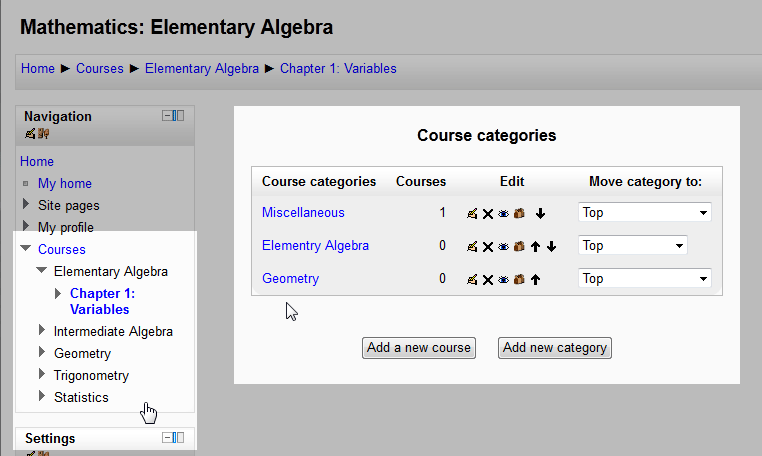 Mathematics: Elementary Algebra
Home ► Courses ► Elementary Algebra ► Chapter 1: Variables
Navigation
Home
My home
Site pages
My profile
Courses
Elementary Algebra
Chapter 1:
Variables
Intermediate Algebra
Geometry
Trigonometry
Statistics
Settings
Course categories
Course categories Courses Edit Move category to:
Miscellaneous 1 Top
Elementry Algebra 0 Top
Geometry 0 Top
Add a new course Add new category